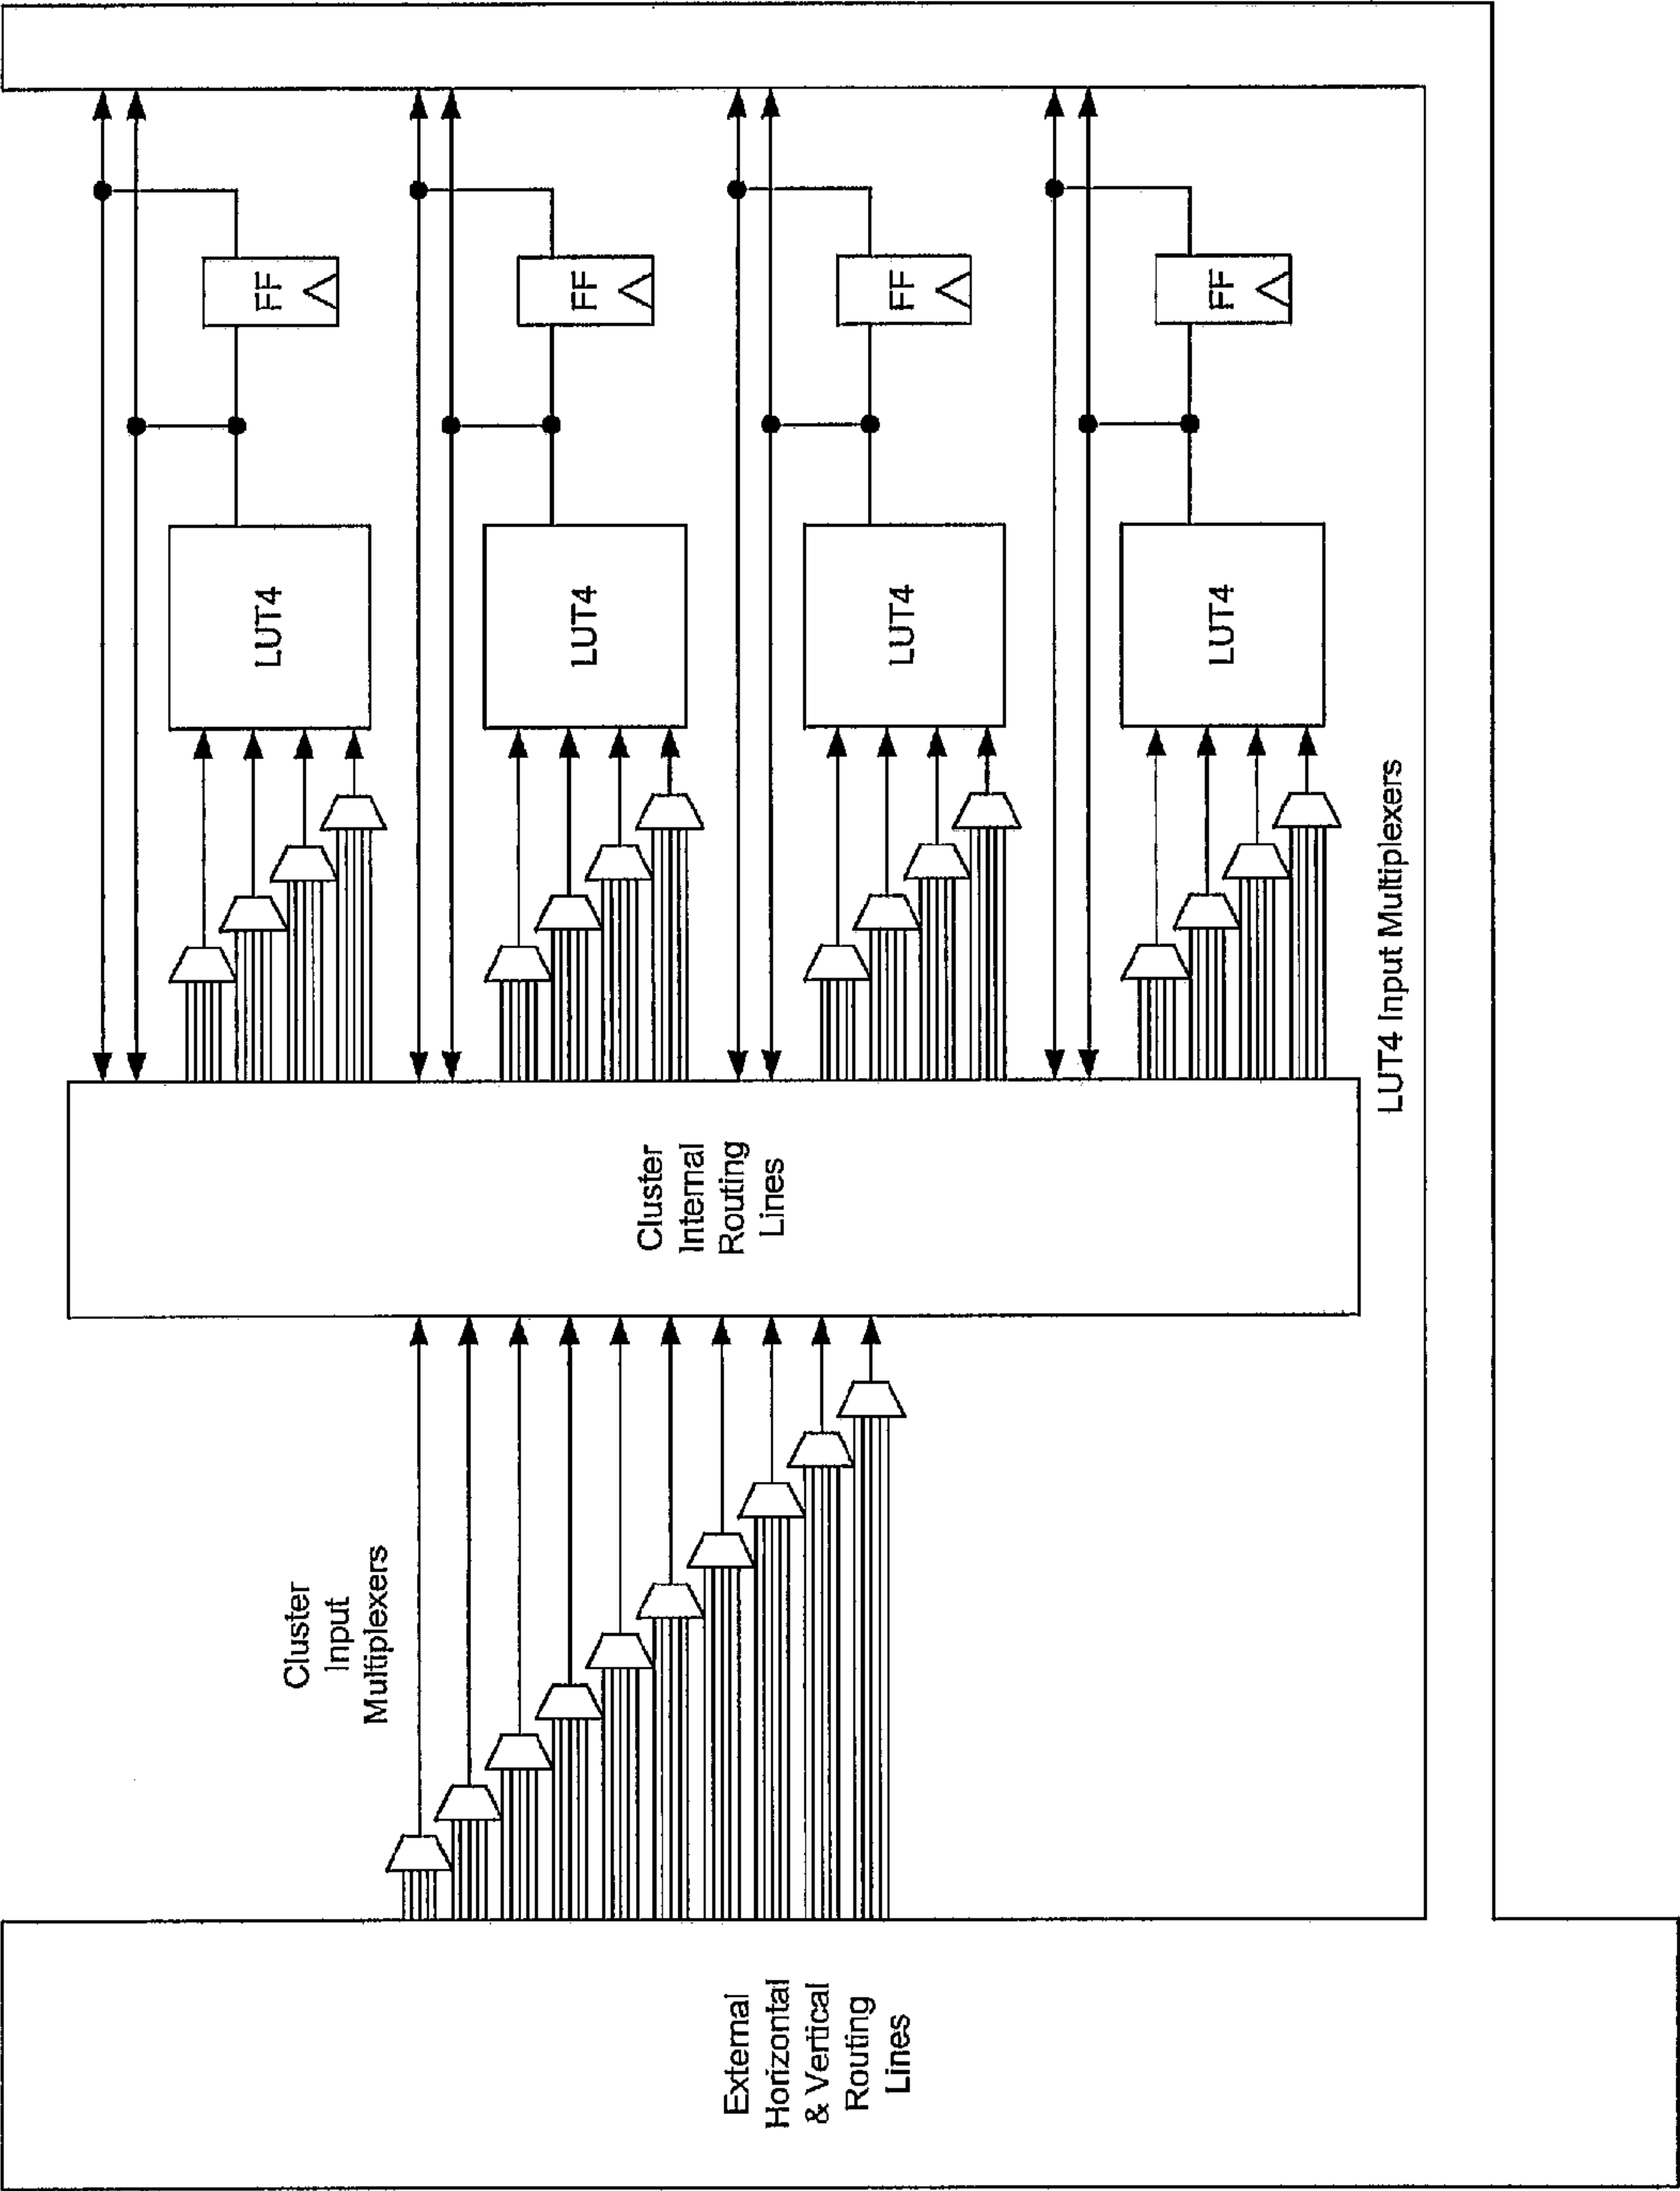 External
Horizontal
& Vertical
Routing
Lines
Cluster
Input
Multiplexers
Cluster
Internal
Routing
Lines
LUT4 Input Multiplexers
LUT4
FF
LUT4
FF
LUT4
FF
LUT4
FF